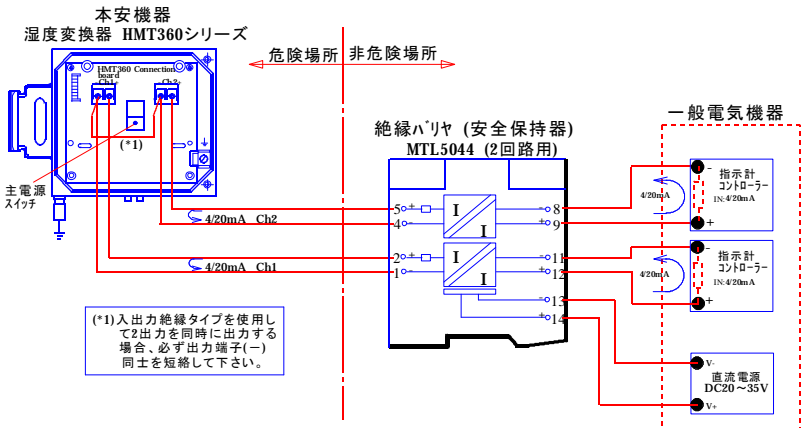 本安機器
湿度変換器 HMT360シリーズ
危険場所 非危険場所
HMT360 Connection
board
- Ch1 +
- Ch2 +
(*1)
主電源
スイッチ
絶縁バリヤ (安全保持器)
MTL5044 (2回路用)
一般電気機器
5 +
4 -
2 +
1 -
I
I
I
I
- 8
+ 9
- 11
+ 12
- 13
+ 14
4/20mA Ch2
4/20mA Ch1
4/20mA
-
+
指示計
コントローラー
IN:4/20mA
4/20mA
-
+
指示計
コントローラー
IN:4/20mA
V-
直流電源
DC20～35V
V+
(*1)入出力絶縁タイプを使用し
て2出力を同時に出力する
場合、必ず出力端子(－)
同士を短絡して下さい。